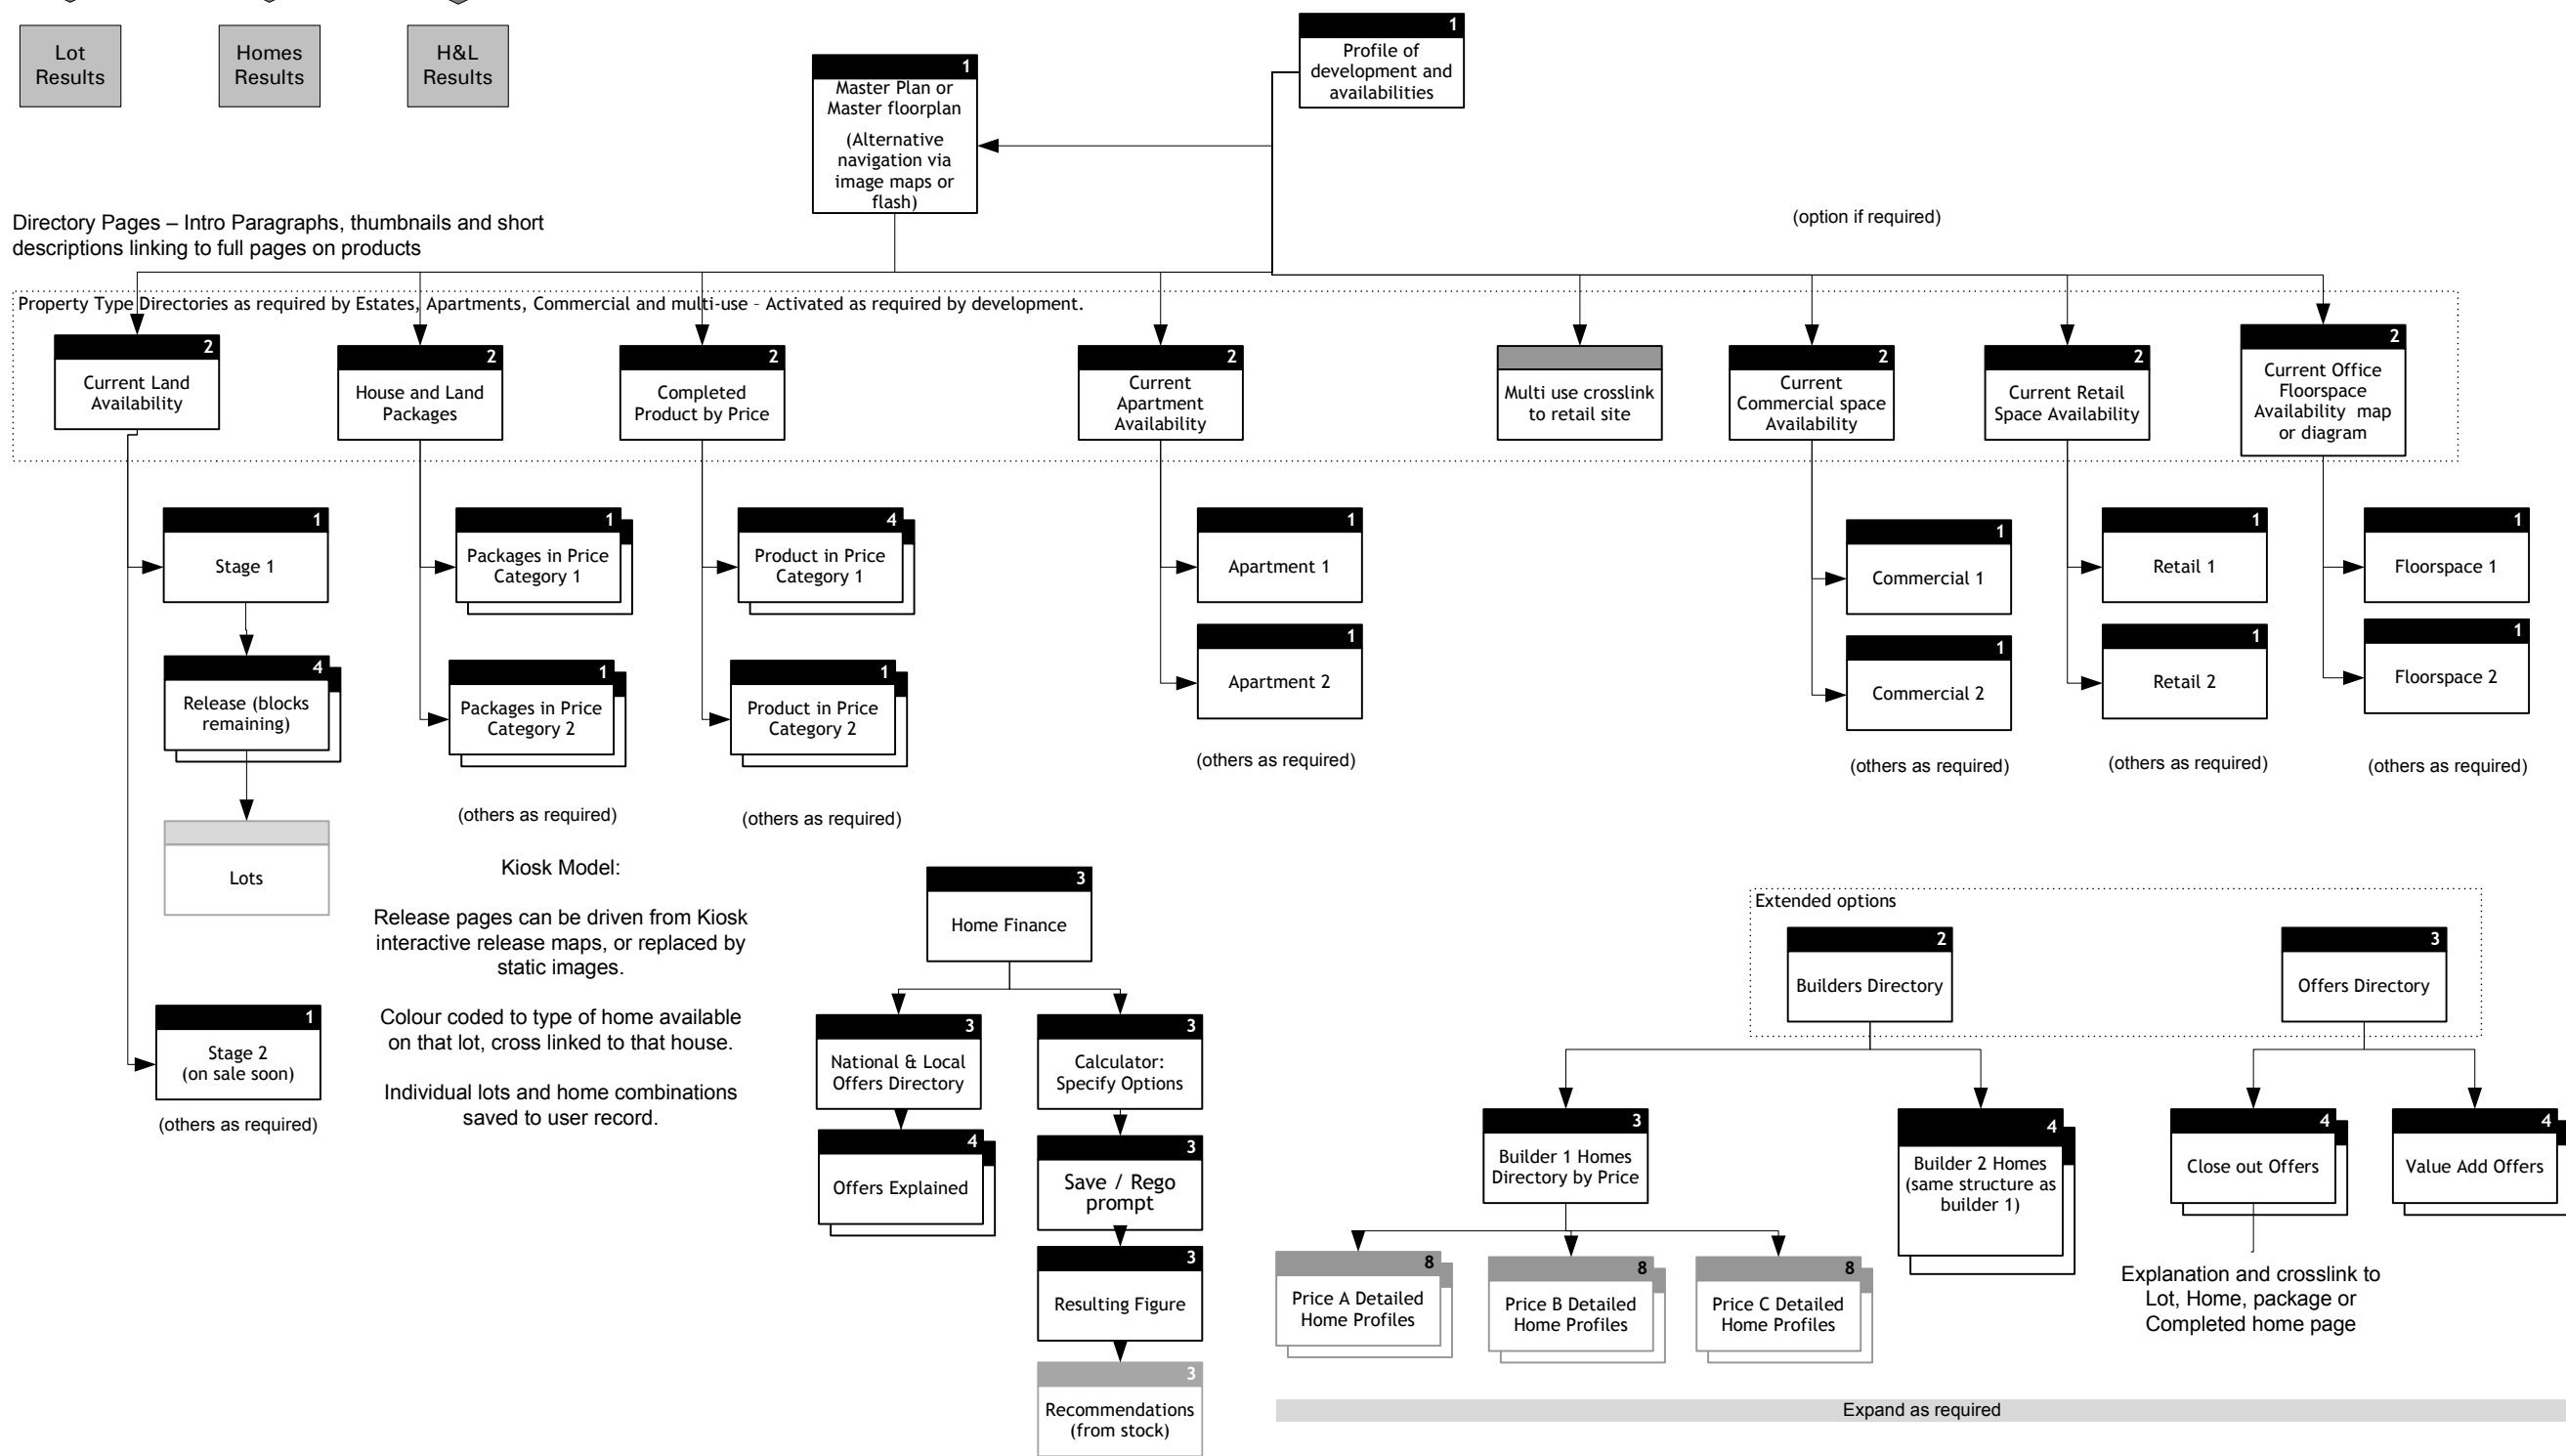 Lot
Results
Homes
Results
H&L
Results
1
Profile of
development and
availabilities
1
Master Plan or
Master floorplan
(Alternative
navigation via
image maps or
flash)
Directory Pages – Intro Paragraphs, thumbnails and short
descriptions linking to full pages on products
(option if required)
Property Type Directories as required by Estates, Apartments, Commercial and multi-use - Activated as required by development.
2
Current Land
Availability
2
House and Land
Packages
2
Completed
Product by Price
2
Current
Apartment
Availability
Multi use crosslink
to retail site
2
Current
Commercial space
Availability
2
Current Retail
Space Availability
2
Current Office
Floorspace
Availability map
or diagram
1
Stage 1
1
Packages in Price
Category 1
4
Product in Price
Category 1
1
Apartment 1
1
Commercial 1
1
Retail 1
1
Floorspace 1
4
Release (blocks
remaining)
1
Packages in Price
Category 2
1
Product in Price
Category 2
1
Apartment 2
1
Commercial 2
1
Retail 2
1
Floorspace 2
(others as required)
(others as required)
(others as required)
(others as required)
(others as required)
(others as required)
Lots
Kiosk Model:
Release pages can be driven from Kiosk
interactive release maps, or replaced by
static images.
Colour coded to type of home available
on that lot, cross linked to that house.
Individual lots and home combinations
saved to user record.
1
Stage 2
(on sale soon)
(others as required)
3
Home Finance
3
National & Local
Offers Directory
3
Calculator:
Specify Options
4
Offers Explained
3
Save / Rego
prompt
3
Resulting Figure
3
Recommendations
(from stock)
Extended options
2
Builders Directory
3
Offers Directory
3
Builder 1 Homes
Directory by Price
4
Builder 2 Homes
(same structure as
builder 1)
4
Close out Offers
4
Value Add Offers
8
Price A Detailed
Home Profiles
8
Price B Detailed
Home Profiles
8
Price C Detailed
Home Profiles
Explanation and crosslink to
Lot, Home, package or
Completed home page
Expand as required